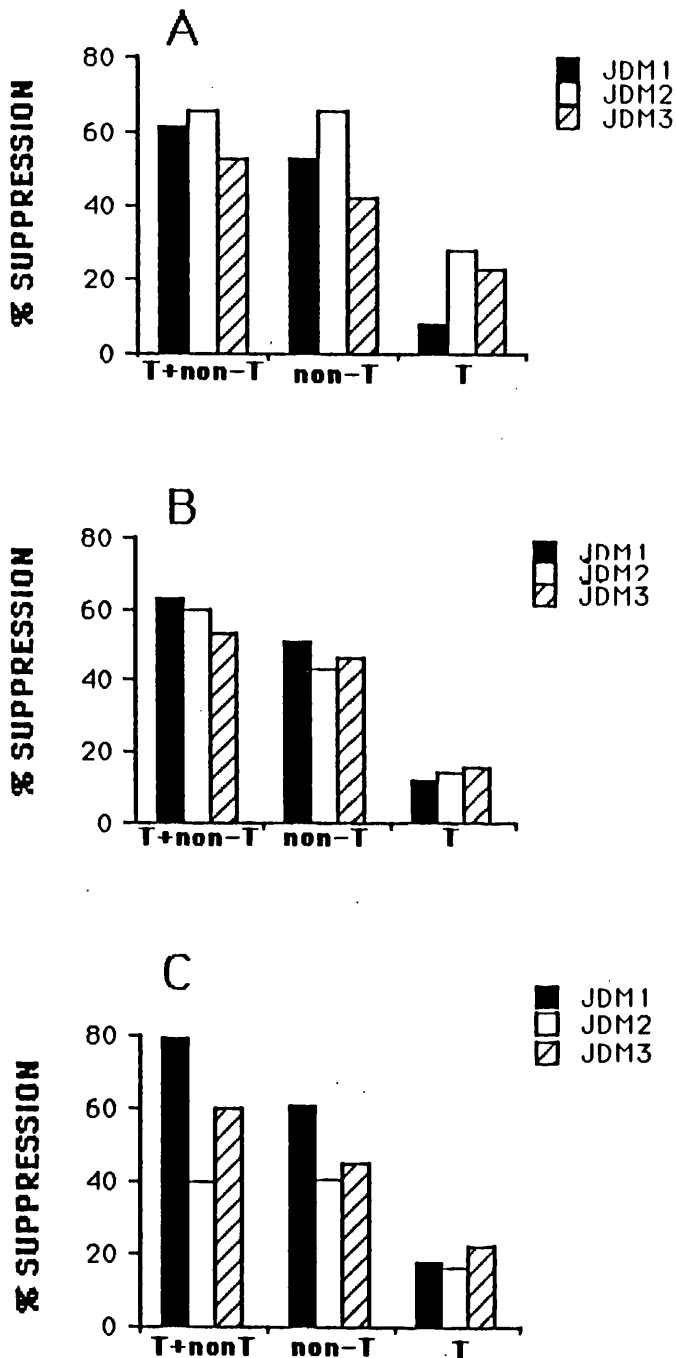 A
% SUPPRESSION
80
60
40
20
0
T+non-T non-T T
JDM1
JDM2
JDM3
B
% SUPPRESSION
80
60
40
20
0
T+non-T non-T T
JDM1
JDM2
JDM3
C
% SUPPRESSION
80
60
40
20
0
T+nonT non-T T
JDM1
JDM2
JDM3